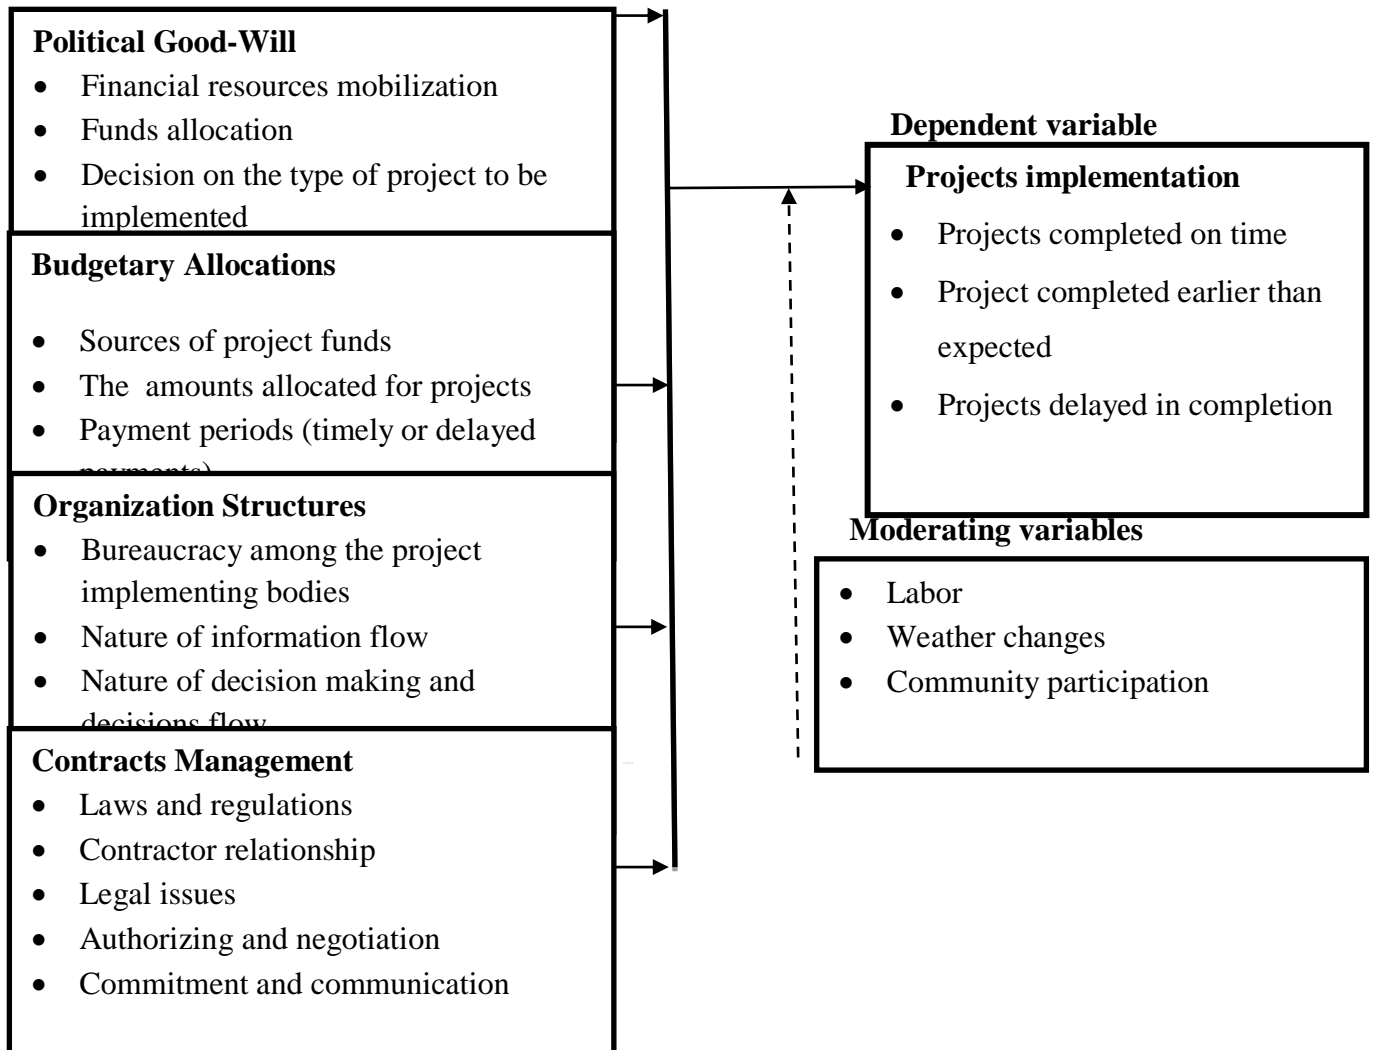 Political Good-Will
• Financial resources mobilization
• Funds allocation
• Decision on the type of project to be
implemented
Budgetary Allocations
• Sources of project funds
• The  amounts allocated for projects
• Payment periods (timely or delayed
payments)
Organization Structures
• Bureaucracy among the project
implementing bodies
• Nature of information flow
• Nature of decision making and
decisions flow
Contracts Management
• Laws and regulations
• Contractor relationship
• Legal issues
• Authorizing and negotiation
• Commitment and communication
Dependent variable
Projects implementation
• Projects completed on time
• Project completed earlier than
expected
• Projects delayed in completion
Moderating variables
• Labor
• Weather changes
• Community participation